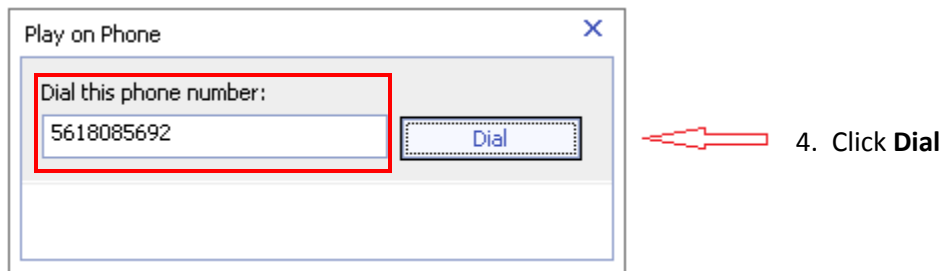 Play on Phone
Dial this phone number:
5618085692
Dial
4. Click Dial